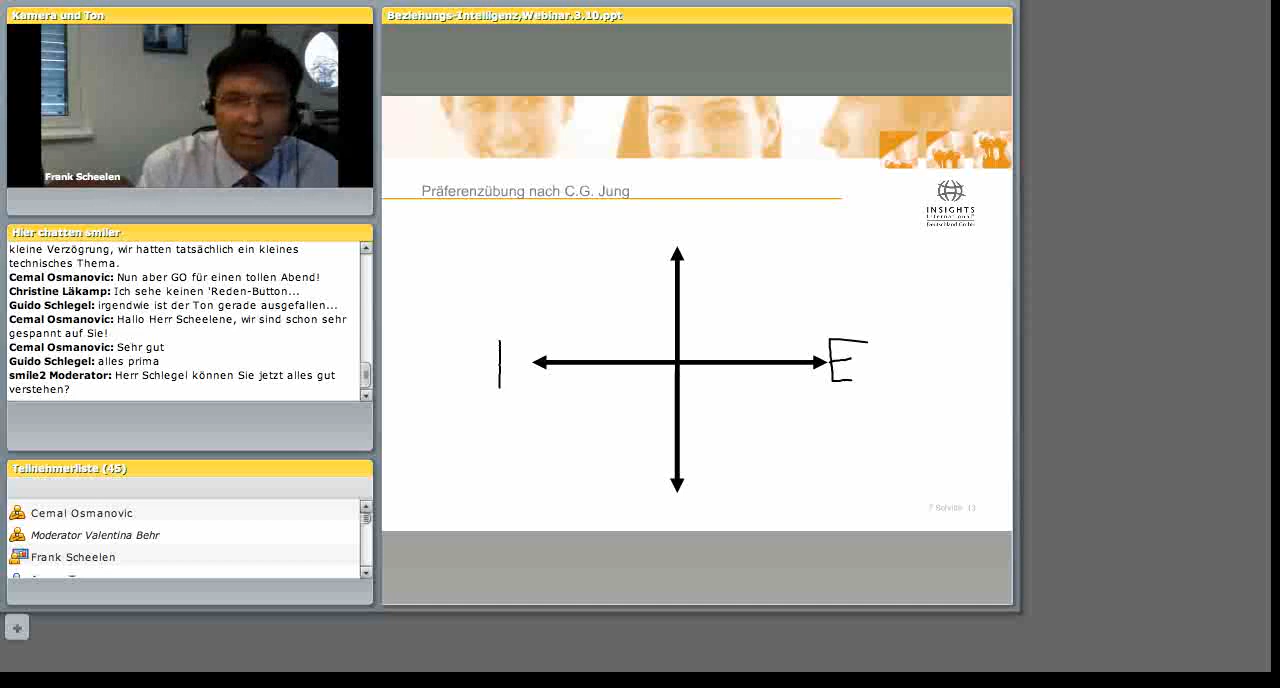 Kamera und Ton
Frank Scheelen
Hier chatten smiler
kleine Verzögrung, wir hatten tatsächlich ein kleines
technisches Thema.
Cemal Osmanovic: Nun aber GO für einen tollen Abend!
Christine Läkamp: Ich sehe keinen 'Reden-Button...
Guido Schlegel: irgendwie ist der Ton gerade ausgefallen...
Cemal Osmanovic: Hallo Herr Scheelene, wir sind schon sehr
gespannt auf Sie!
Cemal Osmanovic: Sehr gut
Guido Schlegel: alles prima
smile2 Moderator: Herr Schlegel können Sie jetzt alles gut
verstehen?
Teilnehmerliste (45)
Cemal Osmanovic
Moderator Valentina Behr
Frank Scheelen
Beziehungs-Intelligenz,Webinar.3.10.ppt
Präferenzübung nach C.G. Jung
INSIGHTS
International
Deutschland GmbH
I
E
13